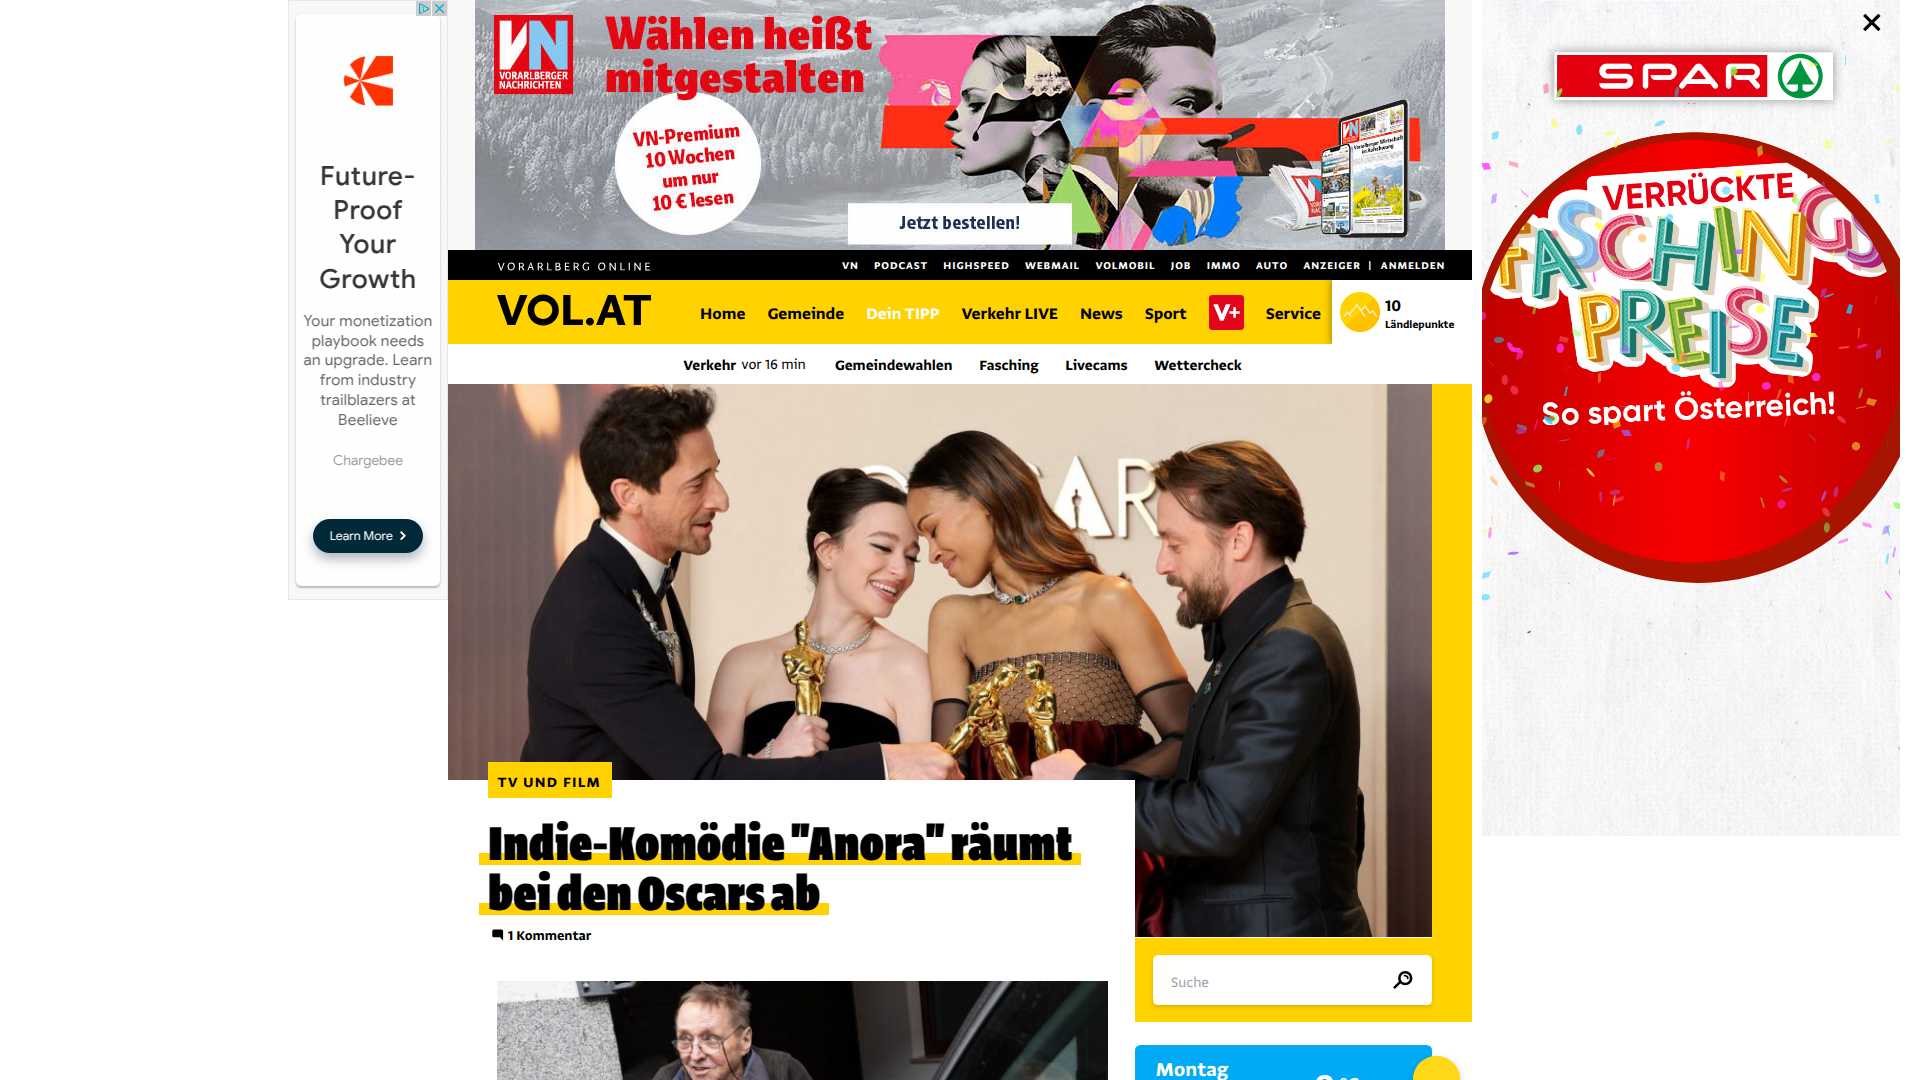 Wählen heißt
mitgestalten
VN
VORARLBERGER
NACHRICHTEN
VN-Premium
10 Wochen
um nur
10 € lesen
Jetzt bestellen!
Future-
Proof
Your
Growth
Your monetization
playbook needs
an upgrade. Learn
from industry
trailblazers at
Beelieve
Chargebee
Learn More
SPAR
VERRÜCKTE
FASCHINGS
PREISE
So spart Österreich!
VORARLBERG ONLINE
VN PODCAST HIGHSPEED WEBMAIL VOLMOBIL JOB IMMO AUTO ANZEIGER | ANMELDEN
VOL.AT
Home Gemeinde Dein TIPP Verkehr LIVE News Sport V+ Service
10
Ländlepunkte
Verkehr vor 16 min Gemeindewahlen Fasching Livecams Wettercheck
TV UND FILM
Indie-Komödie "Anora" räumt
bei den Oscars ab
1 Kommentar
Suche
Montag